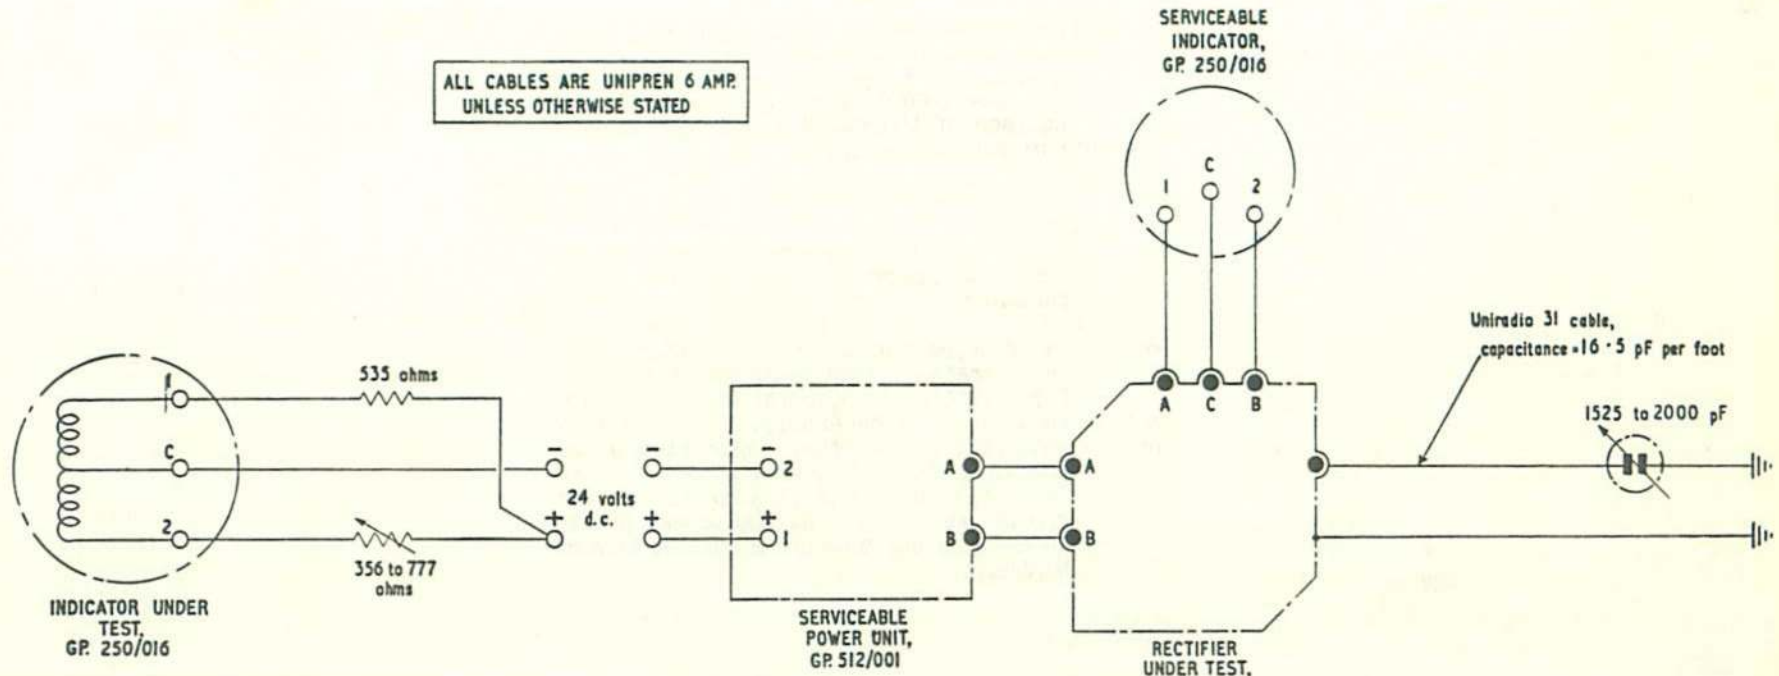 SERVICEABLE
INDICATOR,
GP. 250/016
ALL CABLES ARE UNIPREN 6 AMP.
UNLESS OTHERWISE STATED
1
C
2
Uniradio 31 cable,
capacitance = 16·5 pF per foot
1525 to 2000 pF
A
C
B
1
C
2
535 ohms
356 to 777
ohms
INDICATOR UNDER
TEST,
GP. 250/016
-
+
24 volts
d.c.
-
+
-
2
+
1
A
B
SERVICEABLE
POWER UNIT,
GP. 512/001
A
B
RECTIFIER
UNDER TEST,